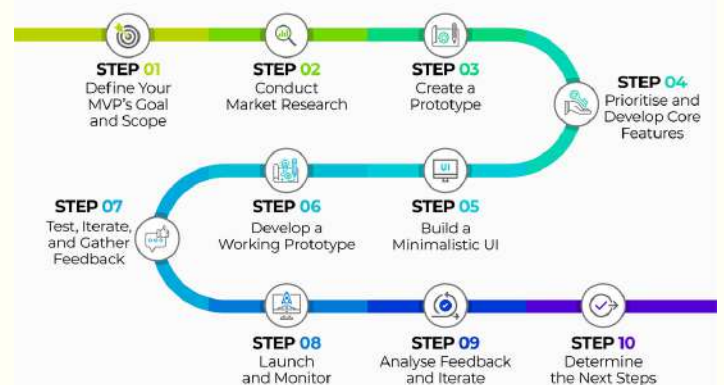 STEP 01
Define Your
MVP's Goal
and Scope
STEP 02
Conduct
Market Research
STEP 03
Create a
Prototype
STEP 04
Prioritise and
Develop Core
Features
UI
STEP 05
Build a
Minimalistic UI
STEP 06
Develop a
Working Prototype
STEP 07
Test, Iterate,
and Gather
Feedback
STEP 08
Launch
and Monitor
STEP 09
Analyse Feedback
and Iterate
STEP 10
Determine
the Next Steps